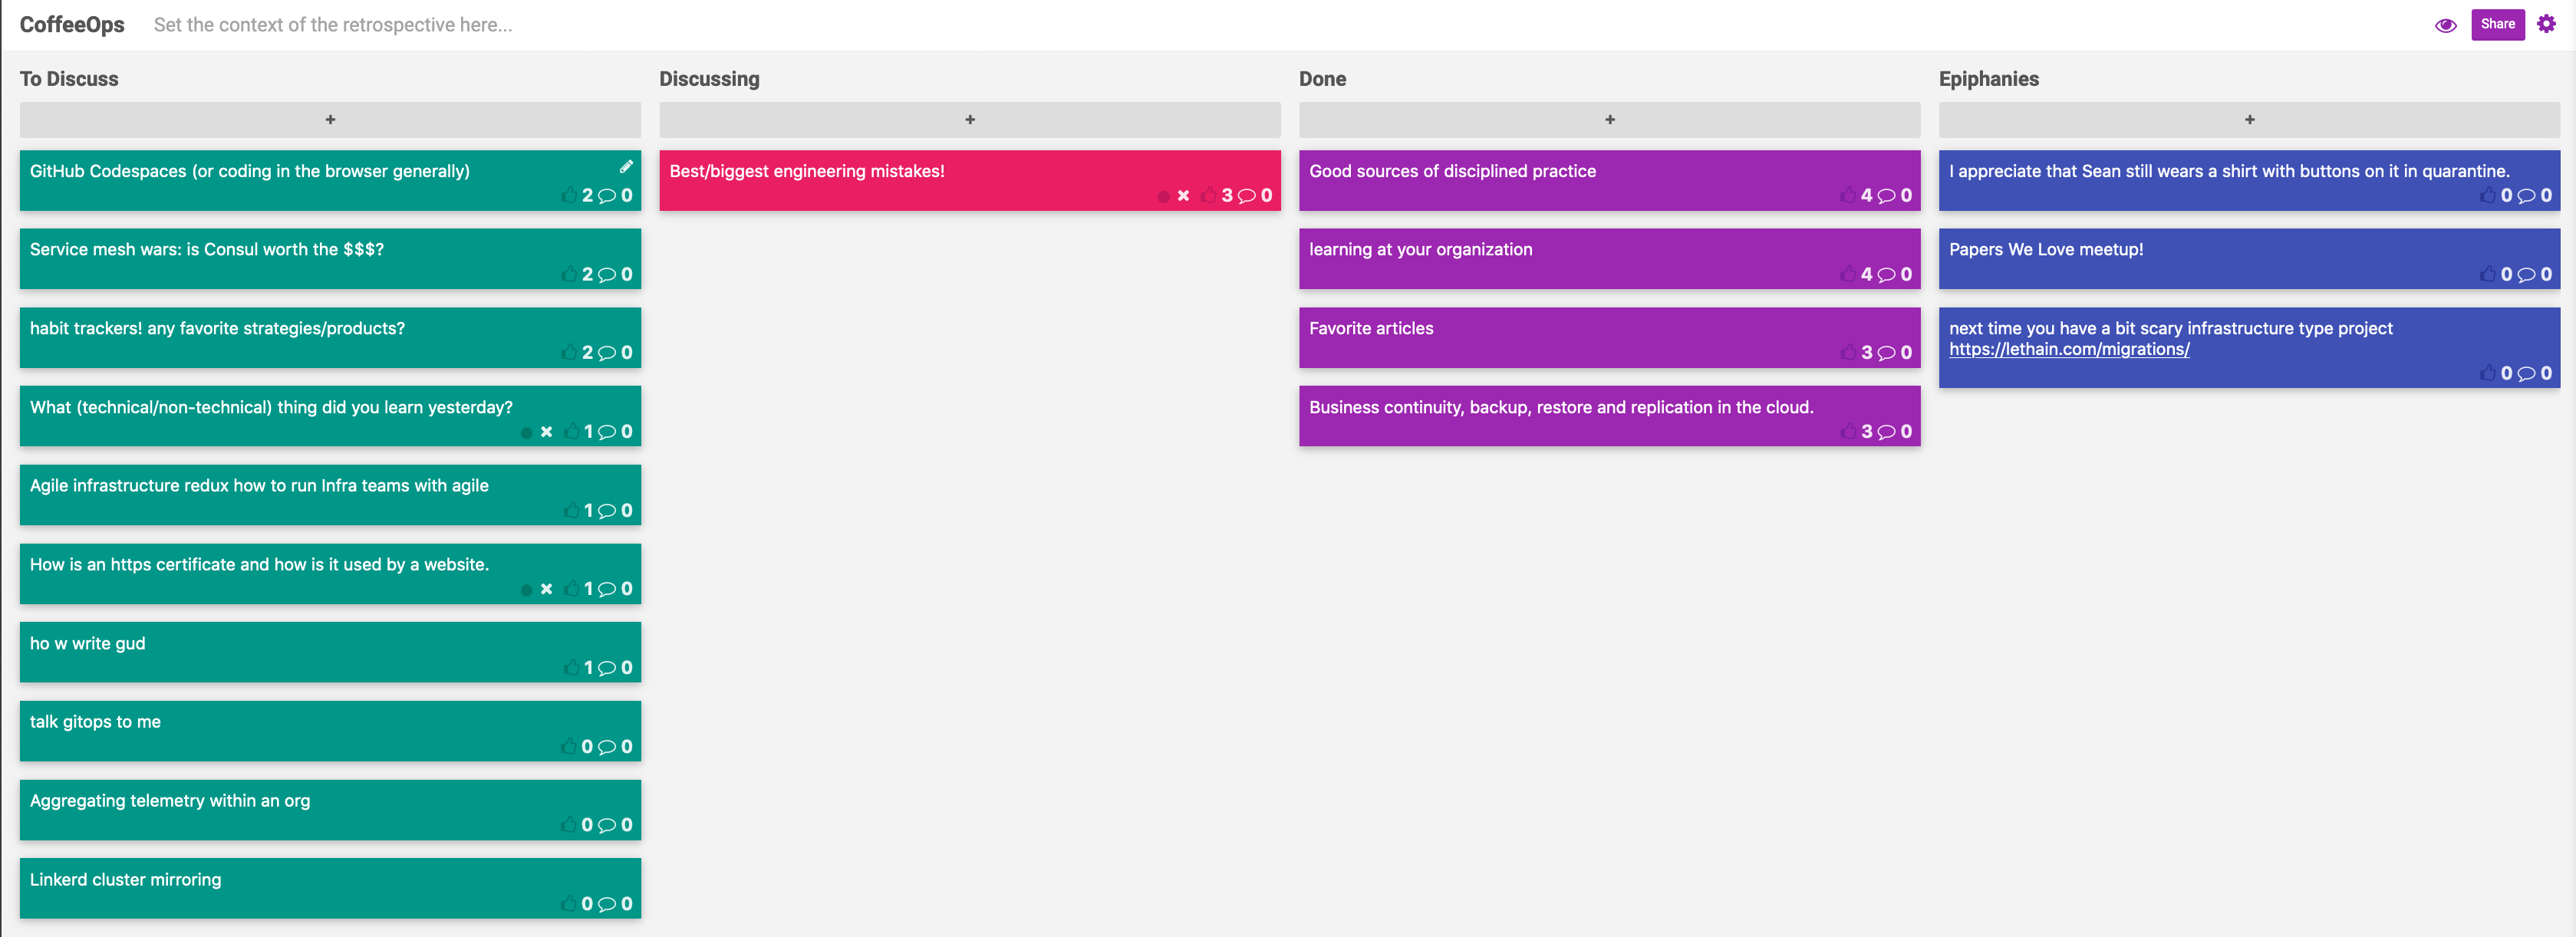 CoffeeOps Set the context of the retrospective here... Share
To Discuss
+
GitHub Codespaces (or coding in the browser generally)
2 0
Service mesh wars: is Consul worth the $$$?
2 0
habit trackers! any favorite strategies/products?
2 0
What (technical/non-technical) thing did you learn yesterday?
1 0
Agile infrastructure redux how to run Infra teams with agile
1 0
How is an https certificate and how is it used by a website.
1 0
ho w write gud
1 0
talk gitops to me
0 0
Aggregating telemetry within an org
0 0
Linkerd cluster mirroring
0 0
Discussing
+
Best/biggest engineering mistakes!
3 0
Done
+
Good sources of disciplined practice
4 0
learning at your organization
4 0
Favorite articles
3 0
Business continuity, backup, restore and replication in the cloud.
3 0
Epiphanies
+
I appreciate that Sean still wears a shirt with buttons on it in quarantine.
0 0
Papers We Love meetup!
0 0
next time you have a bit scary infrastructure type project
https://lethain.com/migrations/
0 0